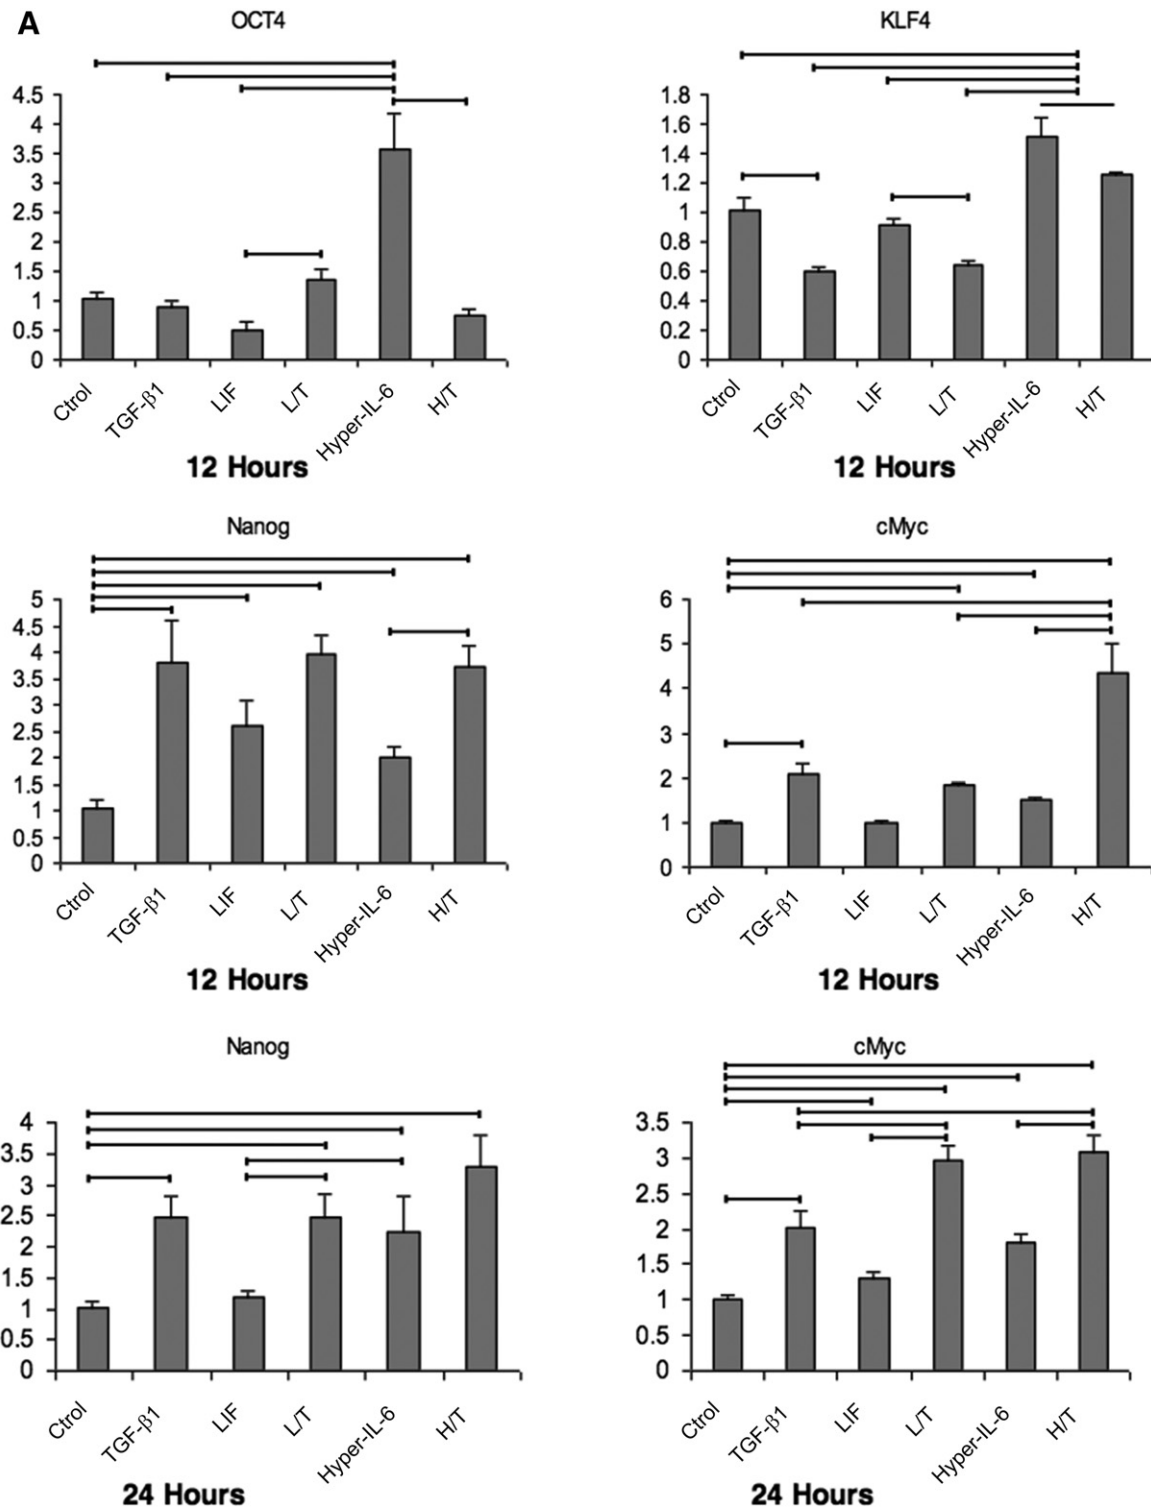 A
OCT4
4.5
4
3.5
3
2.5
2
1.5
1
0.5
0
Ctrol TGF-β1 LIF L/T Hyper-IL-6 H/T
12 Hours
KLF4
1.8
1.6
1.4
1.2
1
0.8
0.6
0.4
0.2
0
Ctrol TGF-β1 LIF L/T Hyper-IL-6 H/T
12 Hours
Nanog
5
4.5
4
3.5
3
2.5
2
1.5
1
0.5
0
Ctrol TGF-β1 LIF L/T Hyper-IL-6 H/T
12 Hours
cMyc
6
5
4
3
2
1
0
Ctrol TGF-β1 LIF L/T Hyper-IL-6 H/T
12 Hours
Nanog
4
3.5
3
2.5
2
1.5
1
0.5
0
Ctrol TGF-β1 LIF L/T Hyper-IL-6 H/T
24 Hours
cMyc
3.5
3
2.5
2
1.5
1
0.5
0
Ctrol TGF-β1 LIF L/T Hyper-IL-6 H/T
24 Hours